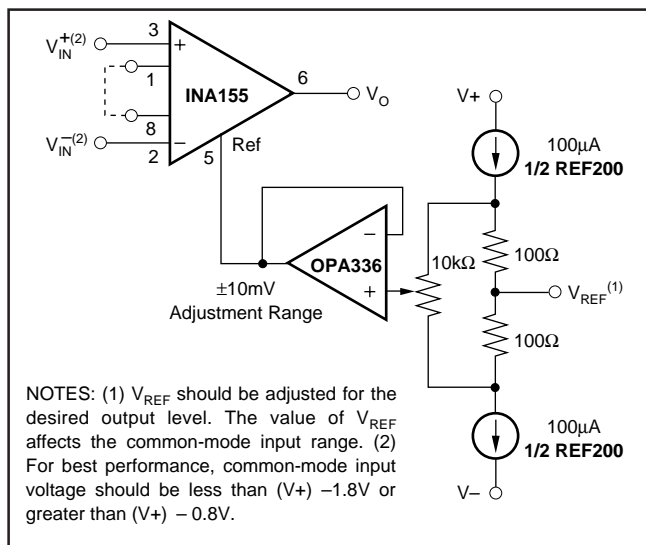 V+IN(2)
3
+
1
INA155
6
VO
8
V–IN(2)
2
–
5
Ref
V+
100µA
1/2 REF200
–
OPA336
+
10kΩ
100Ω
VREF(1)
100Ω
±10mV
Adjustment Range
100µA
1/2 REF200
V–
NOTES: (1) VREF should be adjusted for the
desired output level. The value of VREF
affects the common-mode input range. (2)
For best performance, common-mode input
voltage should be less than (V+) –1.8V or
greater than (V+) – 0.8V.